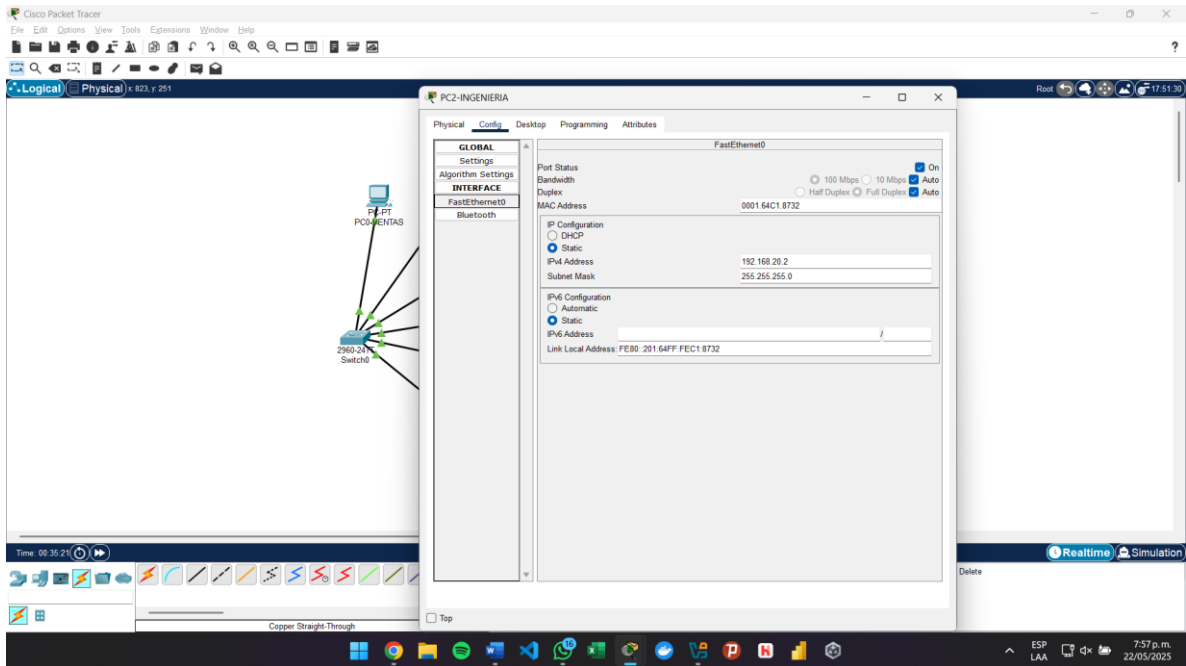 Cisco Packet Tracer
File Edit Options View Tools Extensions Window Help
?
Logical Physical x: 823, y: 251
Root 17:51:30
PC-PT
PC0-VENTAS
2960-24TT
Switch0
PC2-INGENIERIA
Physical Config Desktop Programming Attributes
GLOBAL
Settings
Algorithm Settings
INTERFACE
FastEthernet0
Bluetooth
FastEthernet0
Port Status On
Bandwidth 100 Mbps 10 Mbps Auto
Duplex Half Duplex Full Duplex Auto
MAC Address 0001.64C1.8732
IP Configuration
DHCP
Static
IPv4 Address 192.168.20.2
Subnet Mask 255.255.255.0
IPv6 Configuration
Automatic
Static
IPv6 Address /
Link Local Address: FE80::201:64FF:FEC1:8732
Top
Time: 00:35:21
Realtime Simulation
Copper Straight-Through
Delete
ESP
LAA
7:57 p.m.
22/05/2025